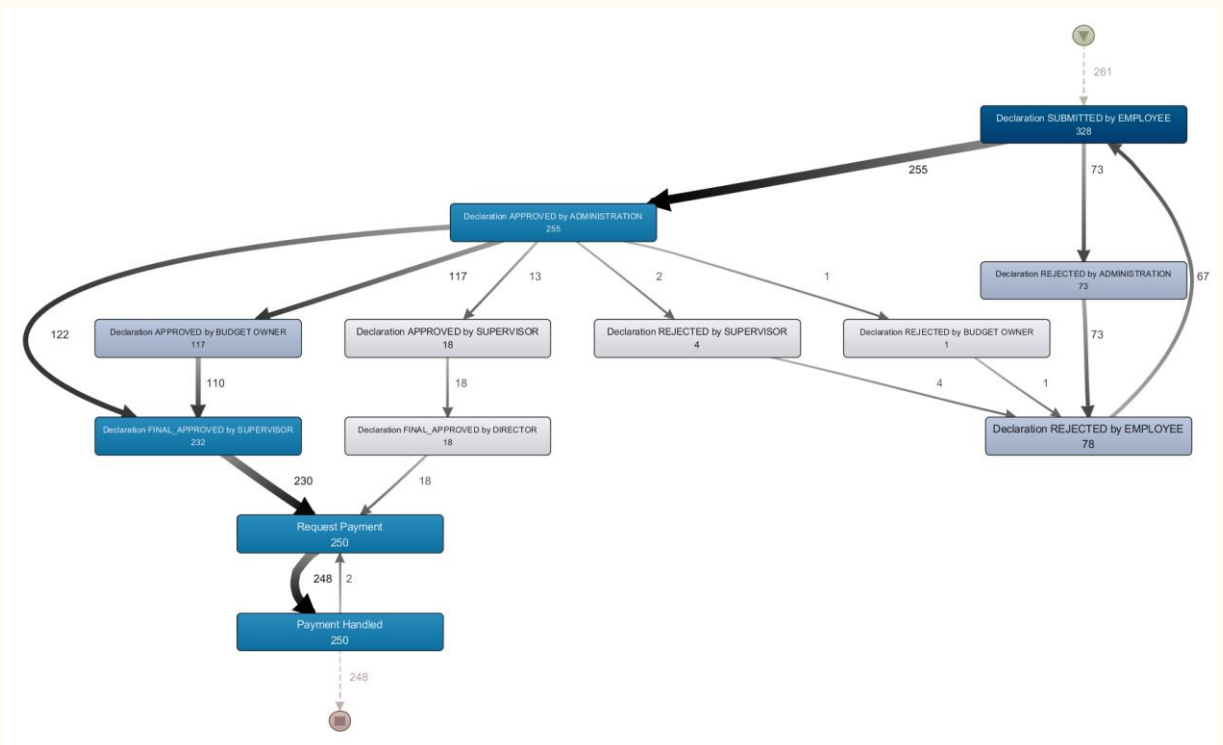 261
Declaration SUBMITTED by EMPLOYEE
328
255
73
Declaration APPROVED by ADMINISTRATION
255
Declaration REJECTED by ADMINISTRATION
73
117
13
2
1
67
122
Declaration APPROVED by BUDGET OWNER
117
Declaration APPROVED by SUPERVISOR
18
Declaration REJECTED by SUPERVISOR
4
Declaration REJECTED by BUDGET OWNER
1
73
110
18
4
1
Declaration FINAL_APPROVED by SUPERVISOR
232
Declaration FINAL_APPROVED by DIRECTOR
18
Declaration REJECTED by EMPLOYEE
78
230
18
Request Payment
250
248
2
Payment Handled
250
248